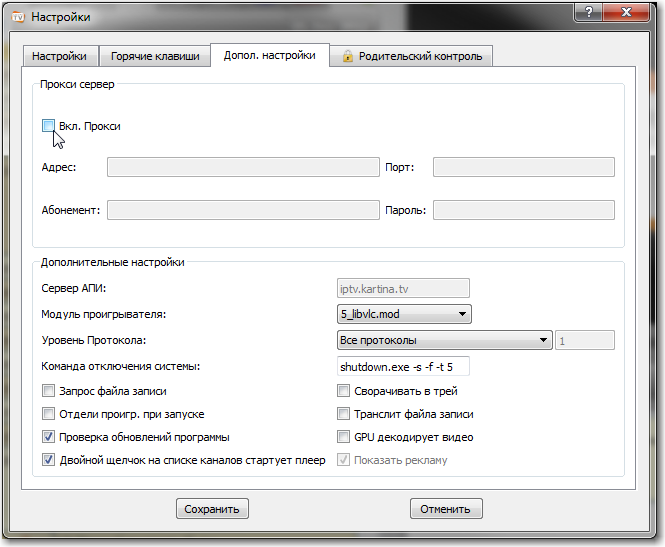 Настройки
Настройки Горячие клавиши Допол. настройки Родительский контроль
Прокси сервер
Вкл. Прокси
Адрес: Порт:
Абонемент: Пароль:
Дополнительные настройки
Сервер АПИ: iptv.kartina.tv
Модуль проигрывателя: 5_libvlc.mod
Уровень Протокола: Все протоколы 1
Команда отключения системы: shutdown.exe -s -f -t 5
Запрос файла записи Сворачивать в трей
Отдели проигр. при запуске Транслит файла записи
Проверка обновлений программы GPU декодирует видео
Двойной щелчок на списке каналов стартует плеер Показать рекламу
Сохранить Отменить